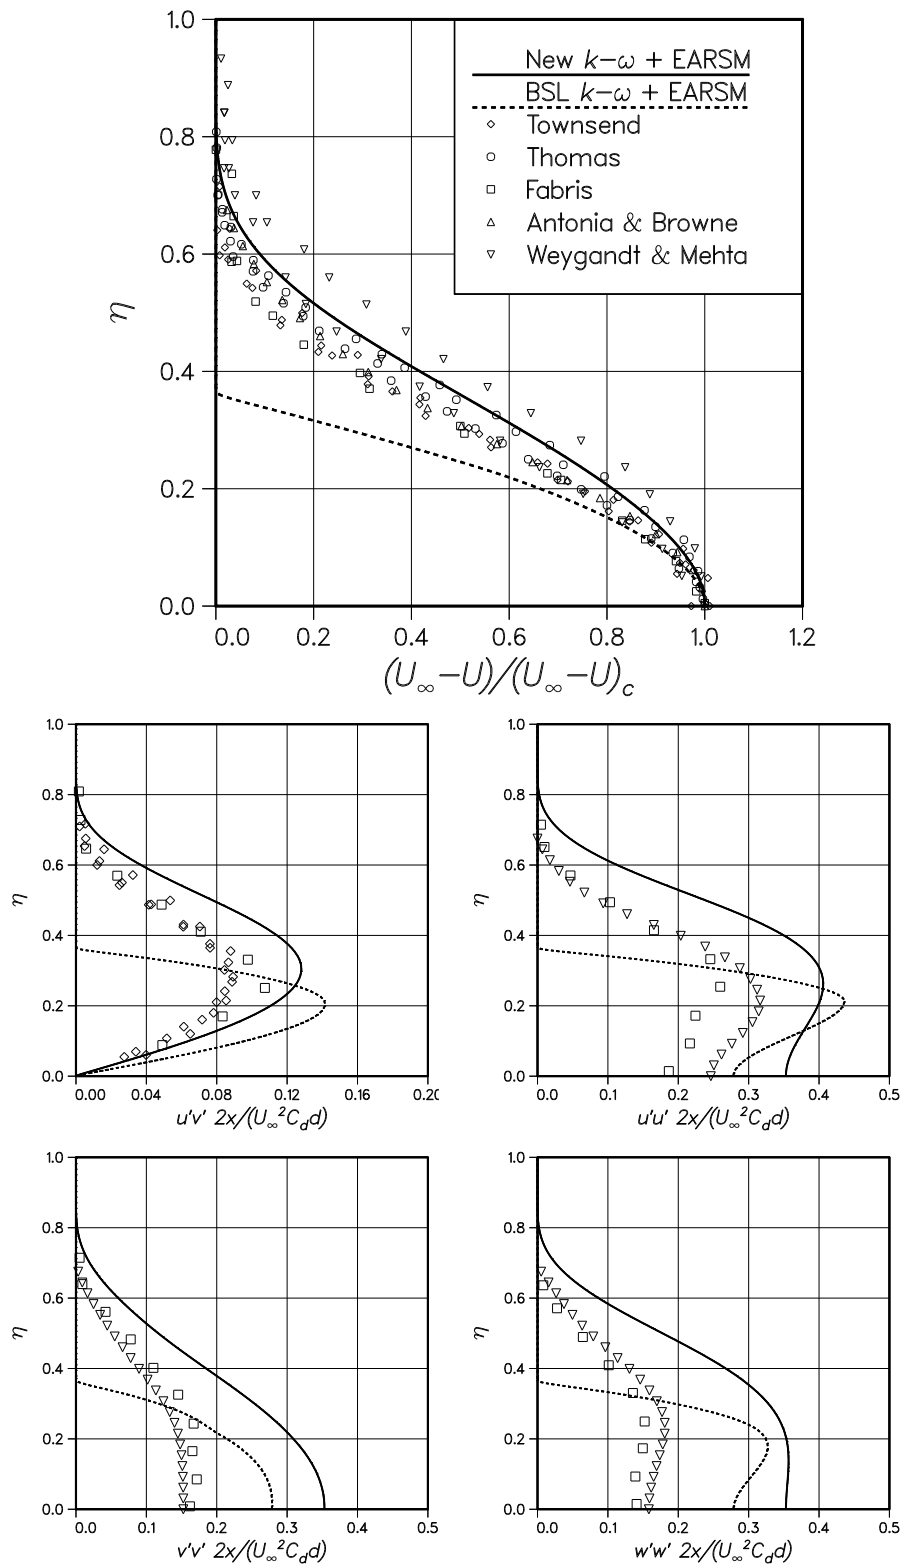 1.0
New k−ω + EARSM
BSL k−ω + EARSM
Townsend
Thomas
Fabris
Antonia & Browne
Weygandt & Mehta
0.8
0.6
η
0.4
0.2
0.0
0.0 0.2 0.4 0.6 0.8 1.0 1.2
(U∞−U)/(U∞−U)c
1.0 1.0
0.8 0.8
0.6 0.6
η η
0.4 0.4
0.2 0.2
0.0 0.0
0.00 0.04 0.08 0.12 0.16 0.20 0.0 0.1 0.2 0.3 0.4 0.5
u'v' 2x/(U∞²Cdd) u'u' 2x/(U∞²Cdd)
1.0 1.0
0.8 0.8
0.6 0.6
η η
0.4 0.4
0.2 0.2
0.0 0.0
0.0 0.1 0.2 0.3 0.4 0.5 0.0 0.1 0.2 0.3 0.4 0.5
v'v' 2x/(U∞²Cdd) w'w' 2x/(U∞²Cdd)